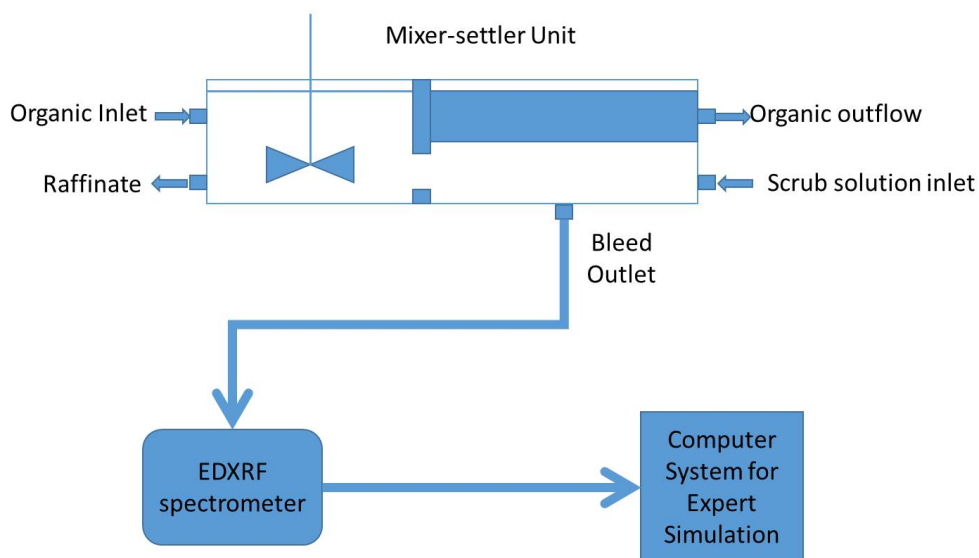 Mixer-settler Unit
Organic Inlet
Organic outflow
Raffinate
Scrub solution inlet
Bleed
Outlet
EDXRF
spectrometer
Computer
System for
Expert
Simulation